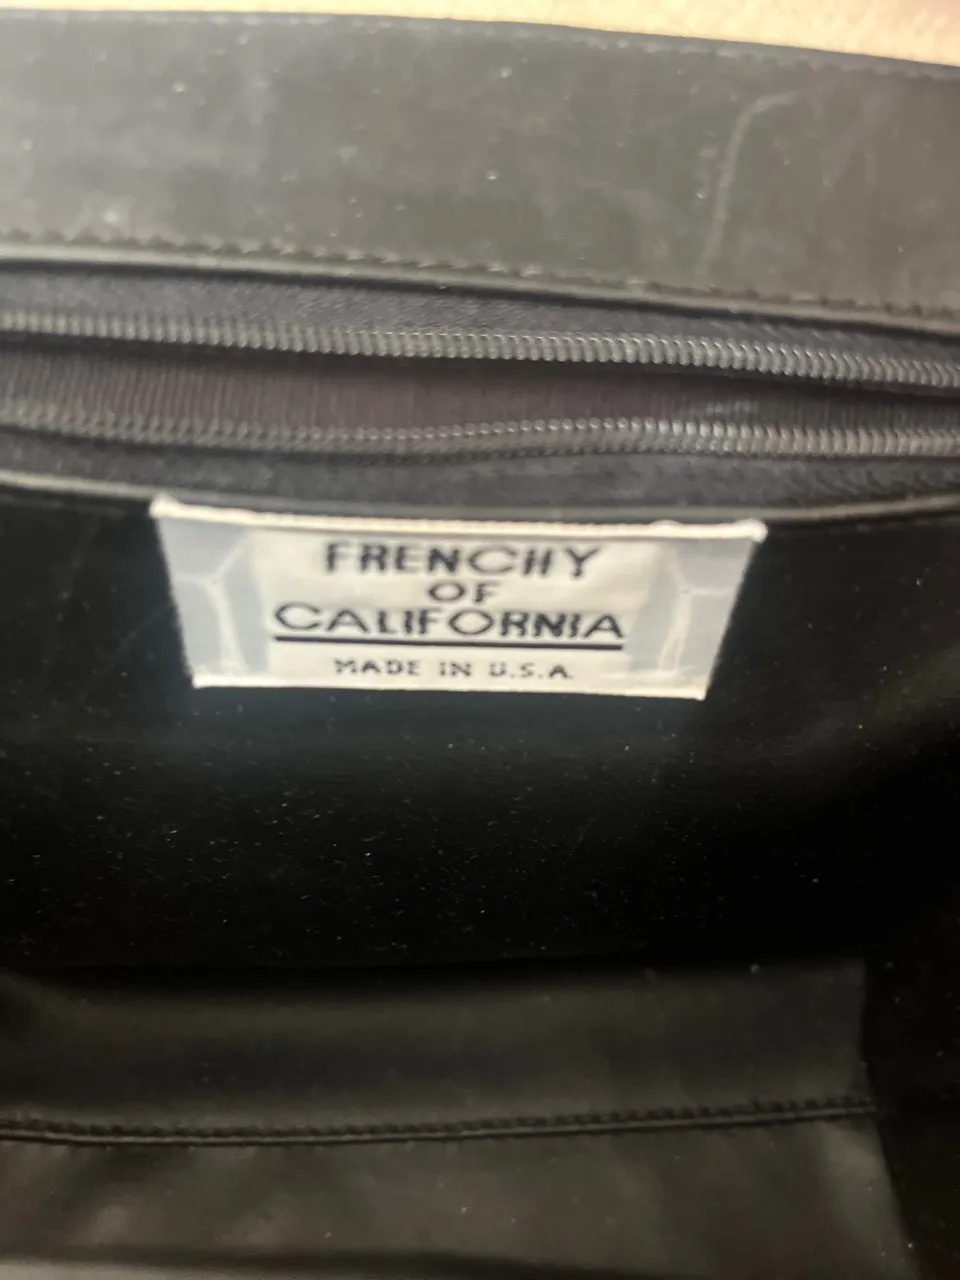 FRENCHY
OF
CALIFORNIA
MADE IN U.S.A.